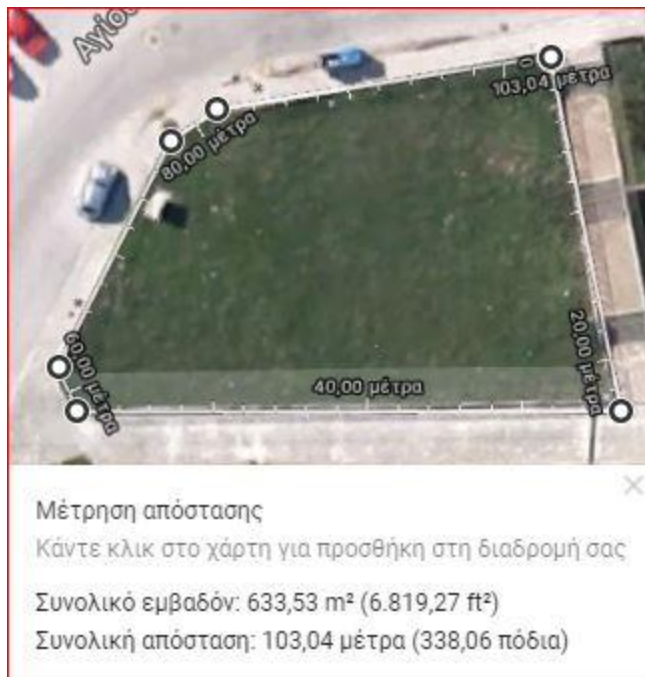 Αγίου
0
103,04 μέτρα
80,00 μέτρα
60,00 μέτρα
20,00 μέτρα
40,00 μέτρα
Μέτρηση απόστασης
Κάντε κλικ στο χάρτη για προσθήκη στη διαδρομή σας
Συνολικό εμβαδόν: 633,53 m² (6.819,27 ft²)
Συνολική απόσταση: 103,04 μέτρα (338,06 πόδια)